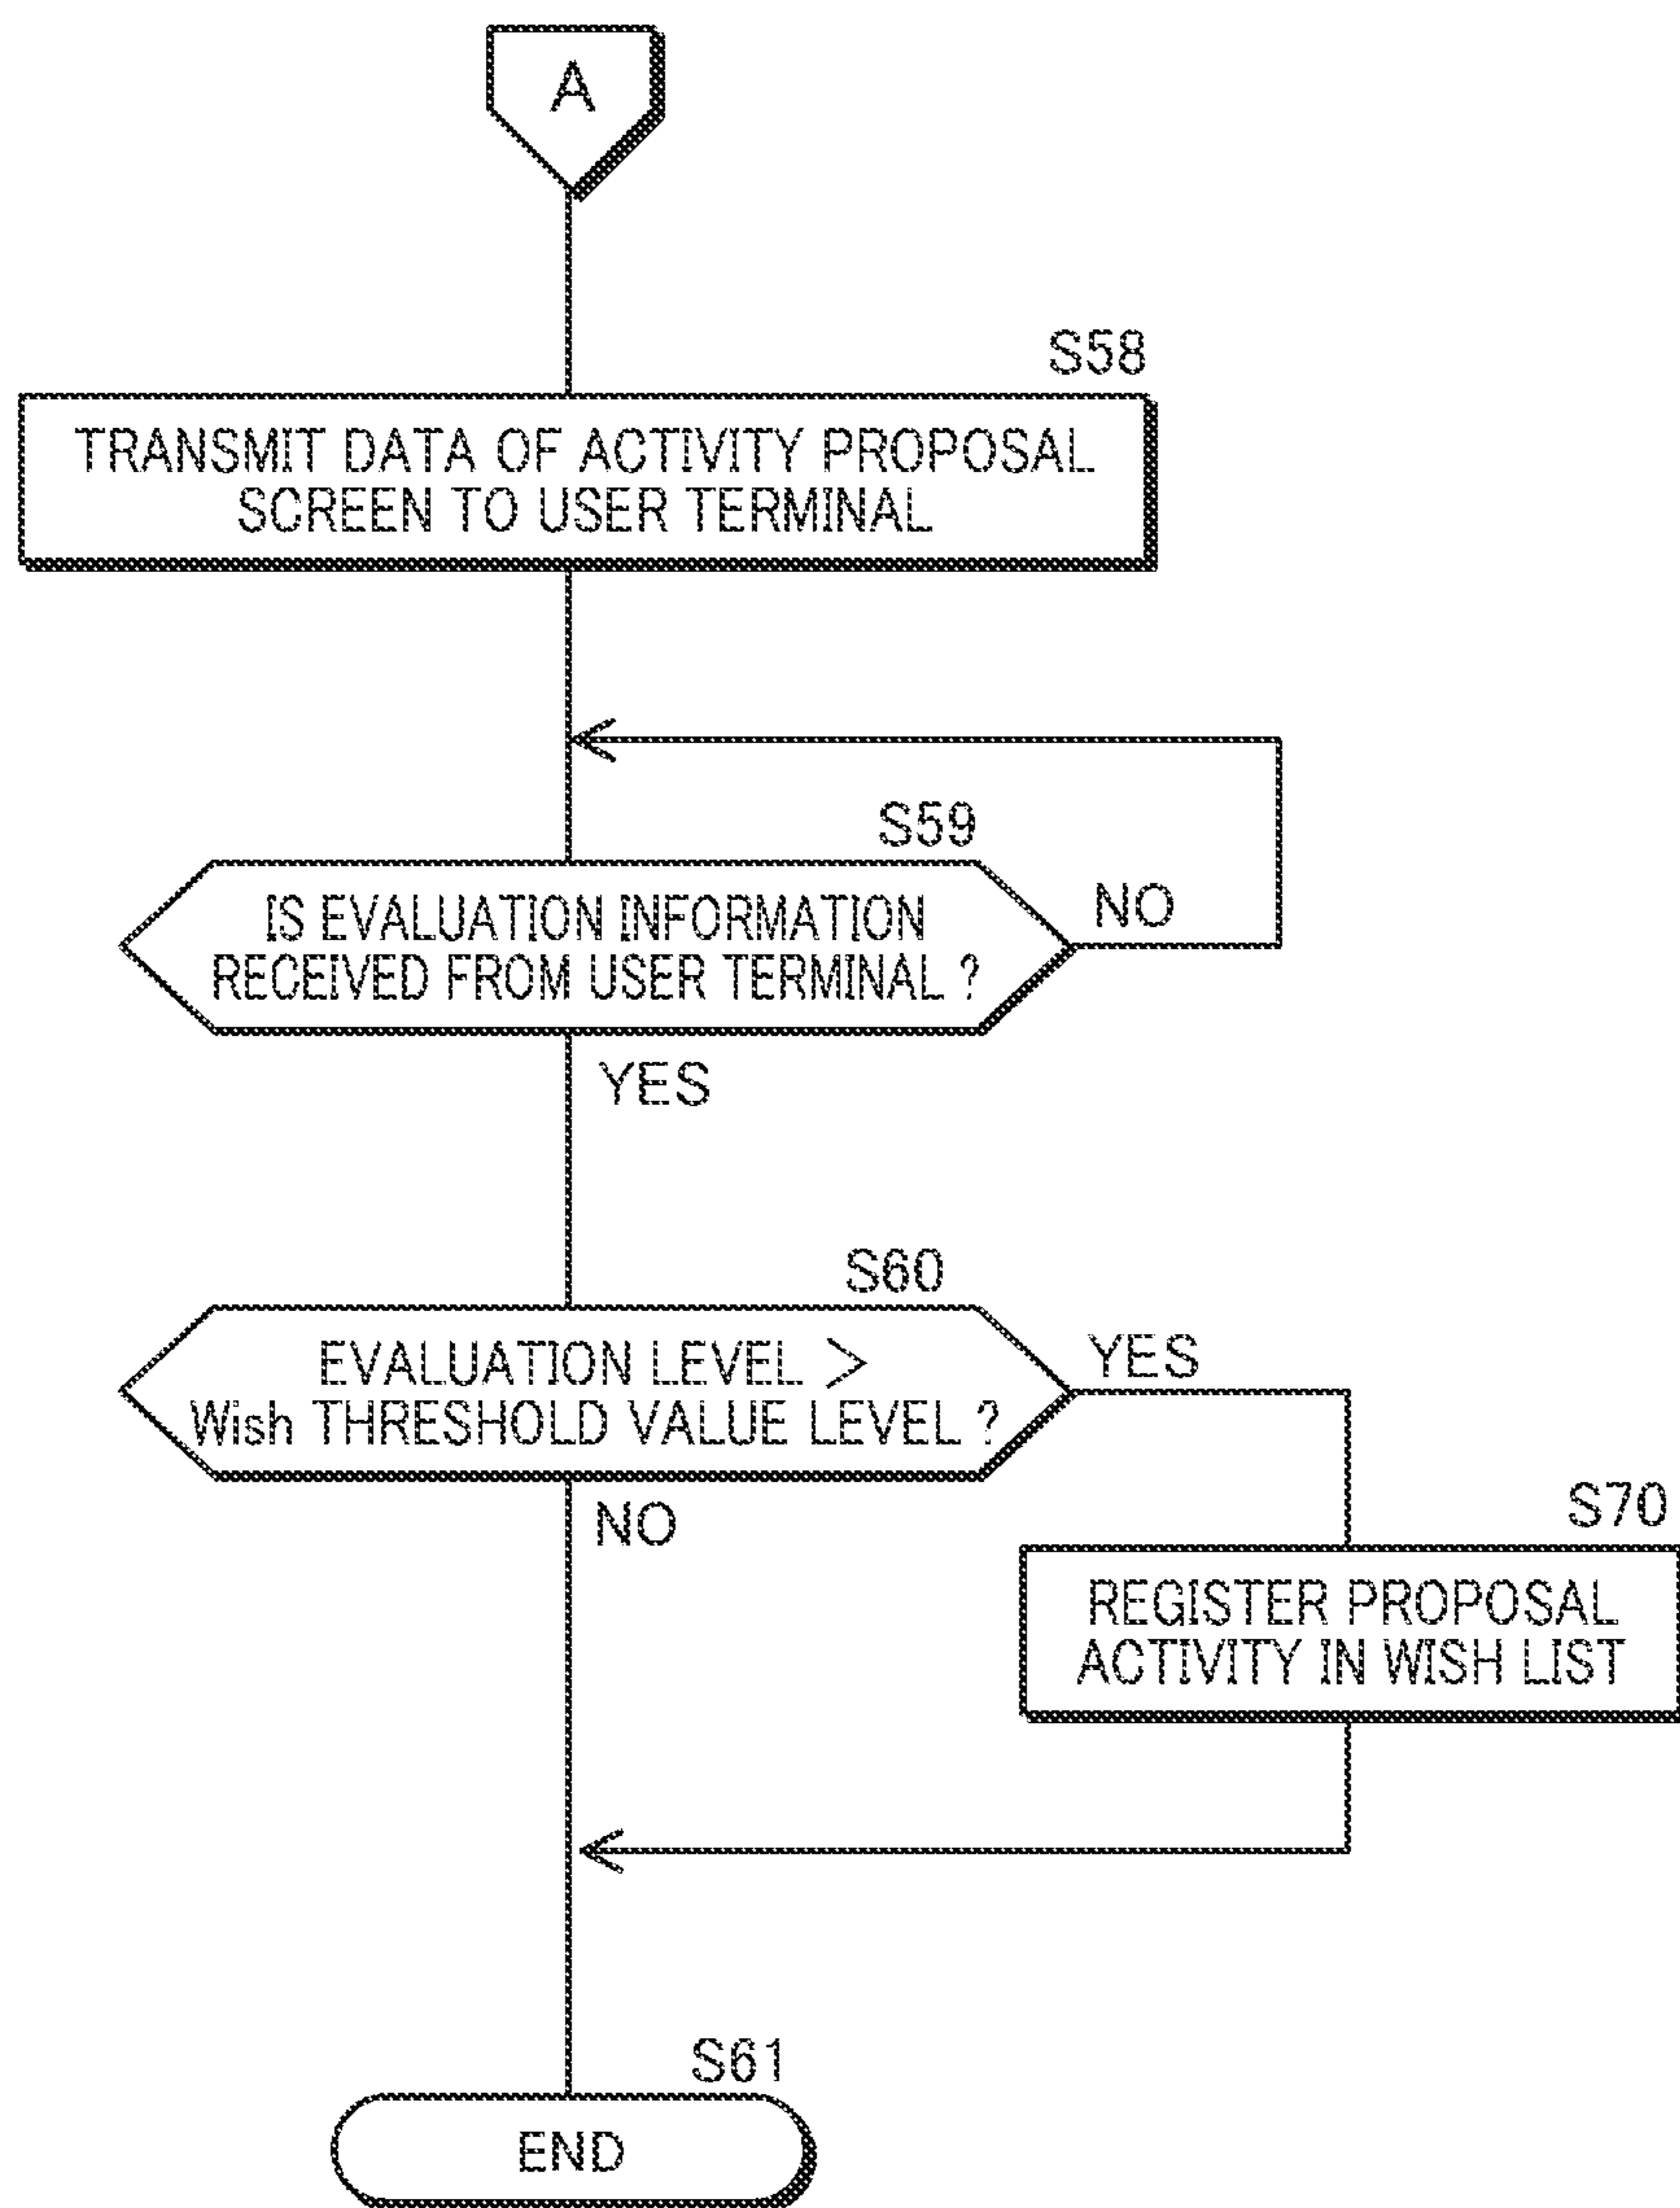 A
S58
TRANSMIT DATA OF ACTIVITY PROPOSAL
SCREEN TO USER TERMINAL
S59
IS EVALUATION INFORMATION
RECEIVED FROM USER TERMINAL ?
NO
YES
S60
EVALUATION LEVEL >
Wish THRESHOLD VALUE LEVEL ?
YES
NO
S70
REGISTER PROPOSAL
ACTIVITY IN WISH LIST
S61
END